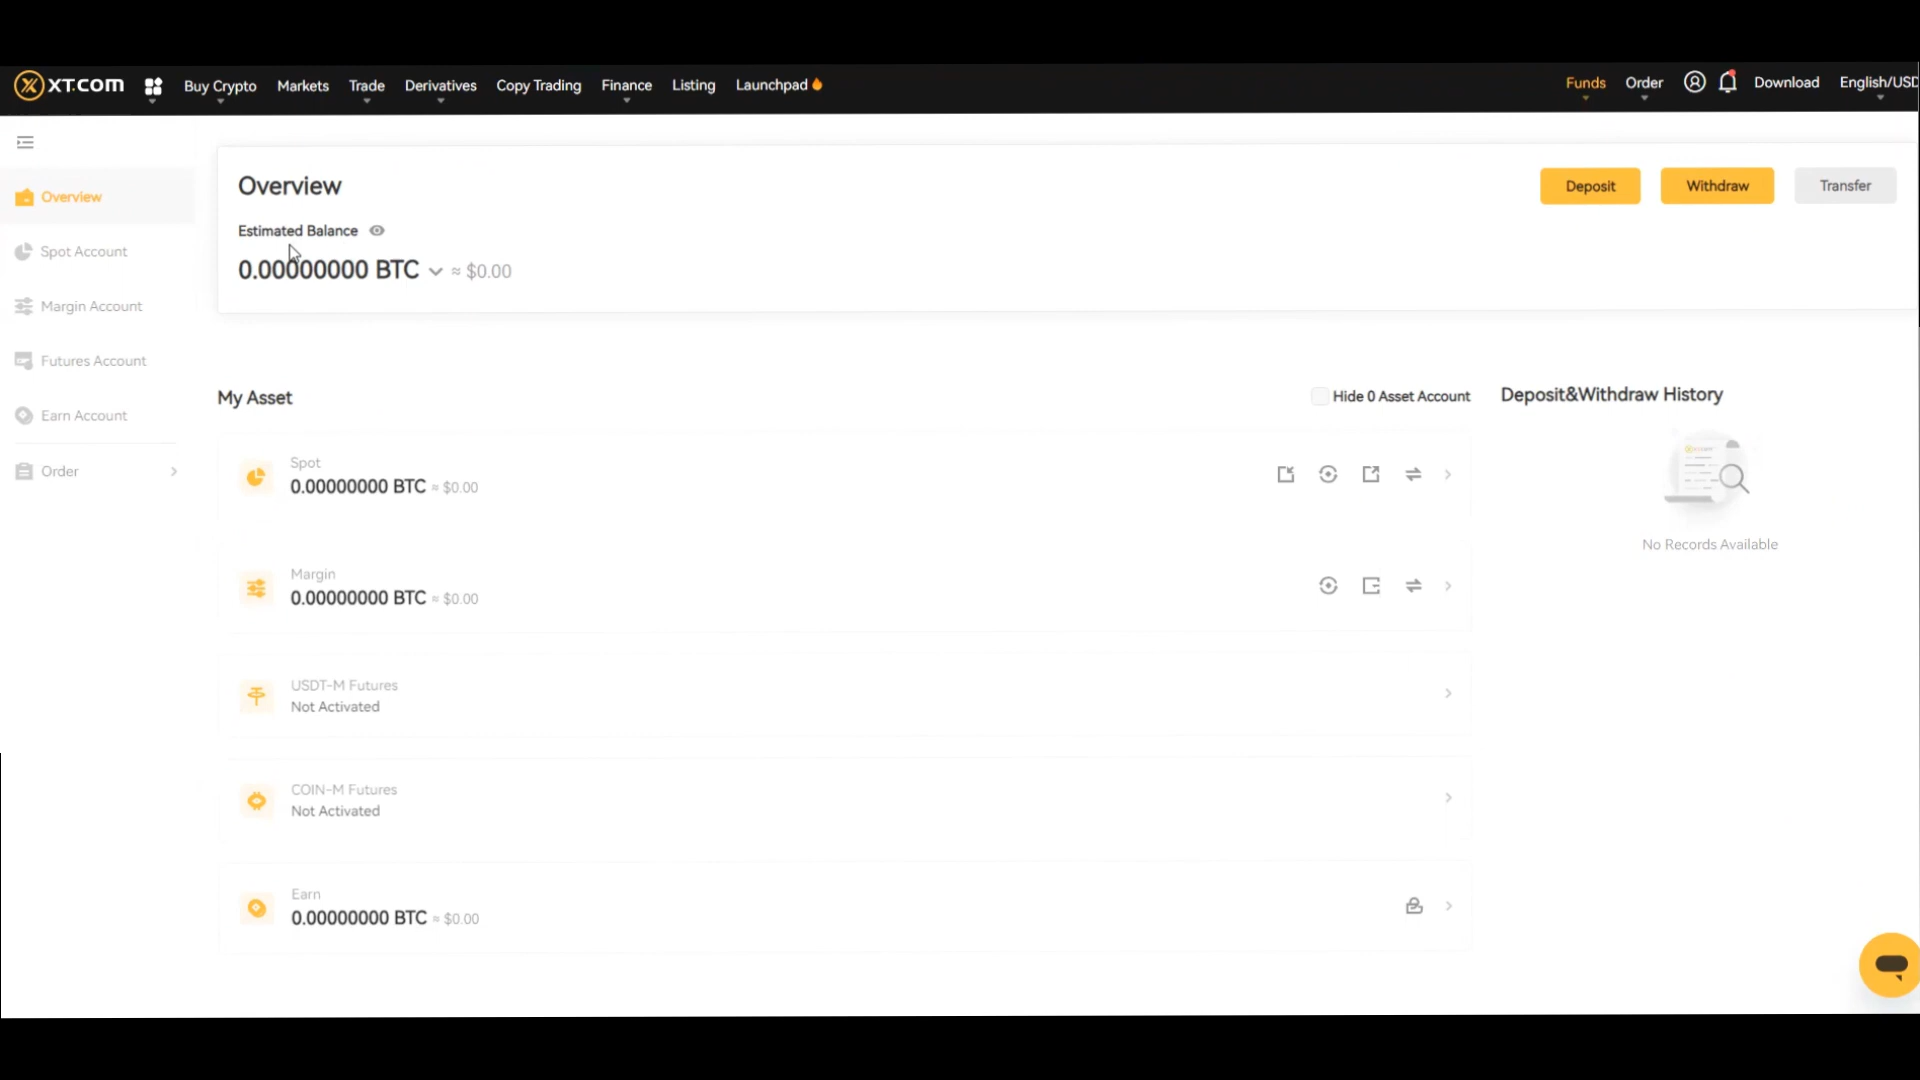 XT.COM Buy Crypto Markets Trade Derivatives Copy Trading Finance Listing Launchpad Funds Order Download English/USD
Overview
Spot Account
Margin Account
Futures Account
Earn Account
Order
Overview
Deposit Withdraw Transfer
Estimated Balance
0.00000000 BTC ≈ $0.00
My Asset
Hide 0 Asset Account
Spot
0.00000000 BTC ≈ $0.00
Margin
0.00000000 BTC ≈ $0.00
USDT-M Futures
Not Activated
COIN-M Futures
Not Activated
Earn
0.00000000 BTC ≈ $0.00
Deposit&Withdraw History
No Records Available